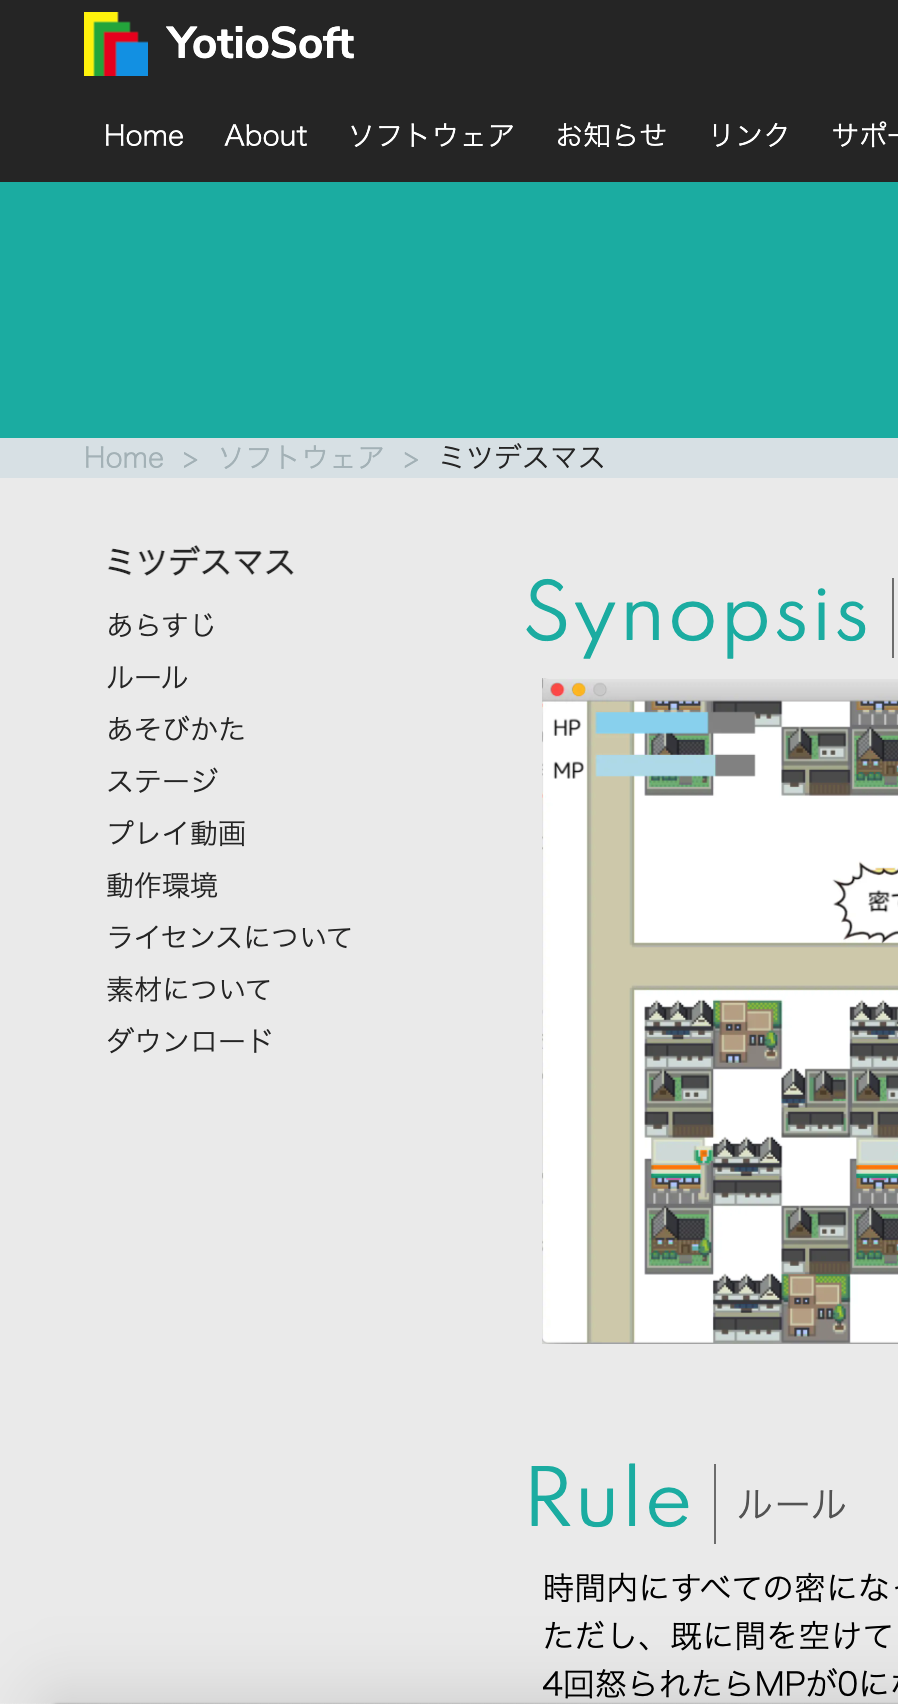 YotioSoft
Home About ソフトウェア お知らせ リンク サポー
Home > ソフトウェア > ミツデスマス
ミツデスマス
あらすじ
ルール
あそびかた
ステージ
プレイ動画
動作環境
ライセンスについて
素材について
ダウンロード
Synopsis
HP
MP
密
Rule ルール
時間内にすべての密にな
ただし、既に間を空けて
4回怒られたらMPが0に